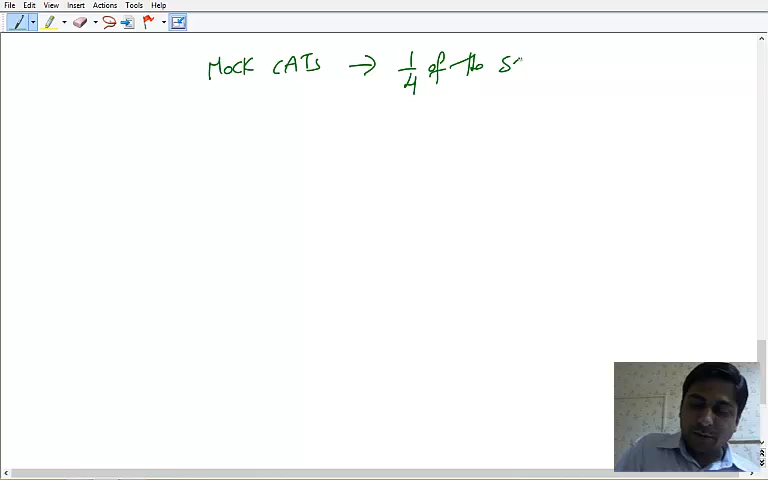 File Edit View Insert Actions Tools Help
Mock CATs → 1/4 of the S